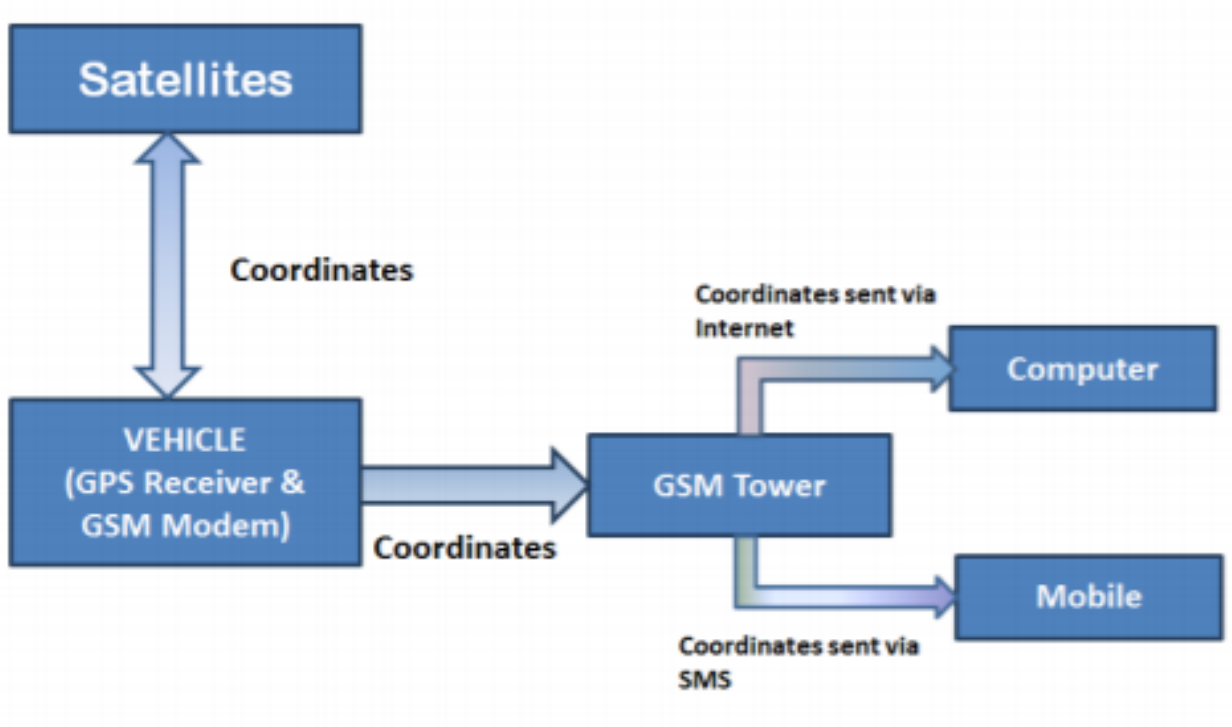 Satellites
Coordinates
Coordinates sent via
Internet
Computer
VEHICLE
(GPS Receiver &
GSM Modem)
GSM Tower
Coordinates
Mobile
Coordinates sent via
SMS